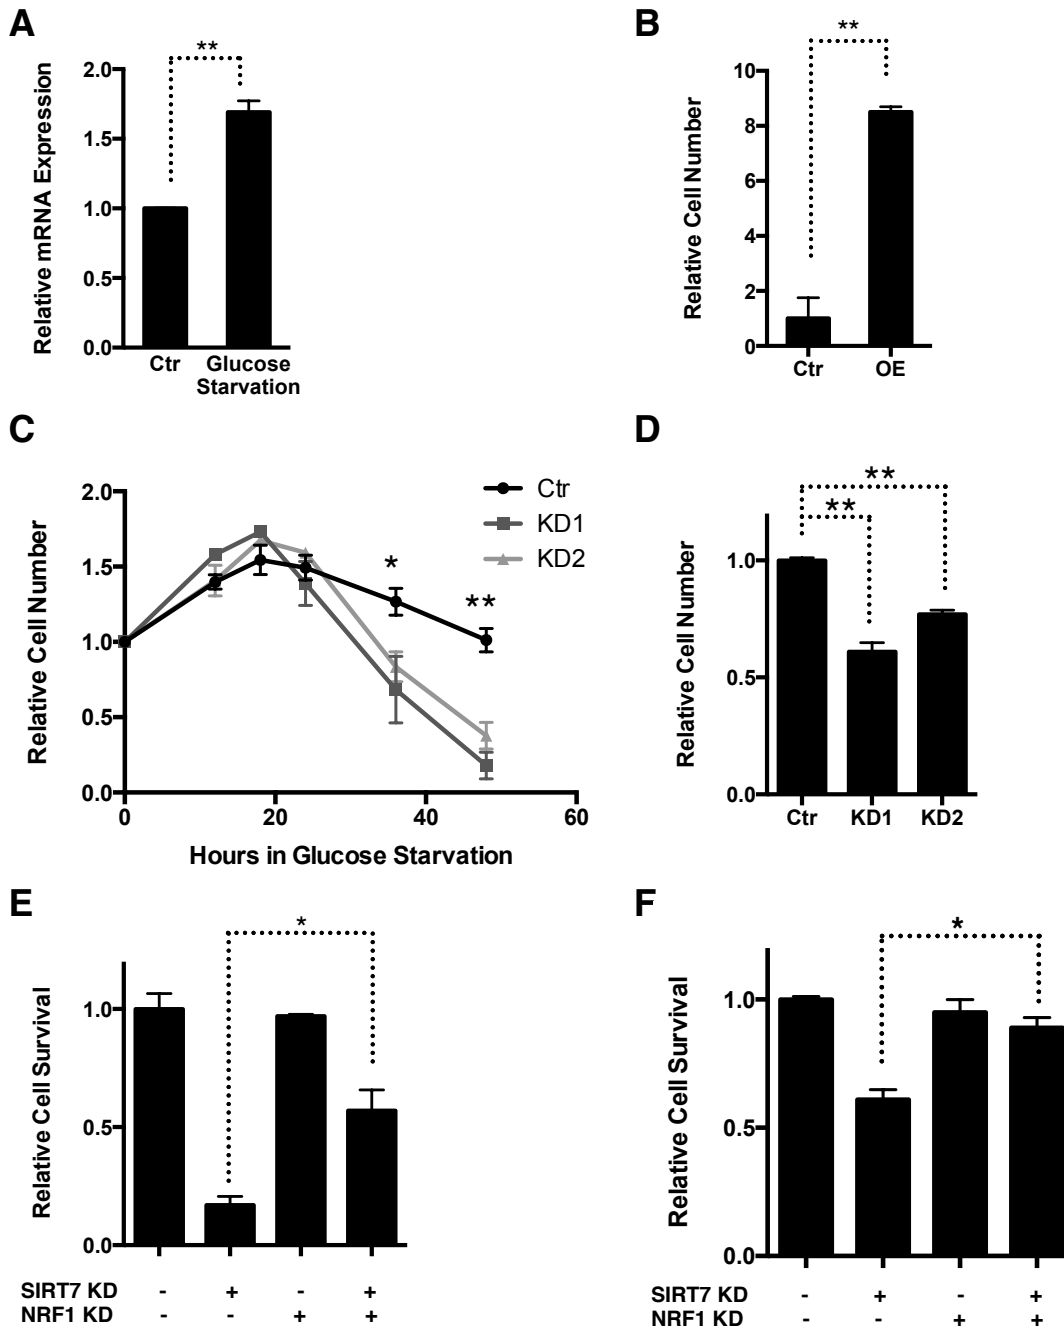 A
**
Relative mRNA Expression
2.0
1.5
1.0
0.5
0.0
Ctr
Glucose
Starvation
B
**
Relative Cell Number
10
8
6
4
2
0
Ctr
OE
C
Relative Cell Number
2.0
1.5
1.0
0.5
0.0
Ctr
KD1
KD2
*
**
0 20 40 60
Hours in Glucose Starvation
D
**
**
Relative Cell Number
1.0
0.5
0.0
Ctr KD1 KD2
E
*
Relative Cell Survival
1.0
0.5
0.0
SIRT7 KD - + - +
NRF1 KD - - + +
F
*
Relative Cell Survival
1.0
0.5
0.0
SIRT7 KD - + - +
NRF1 KD - - + +